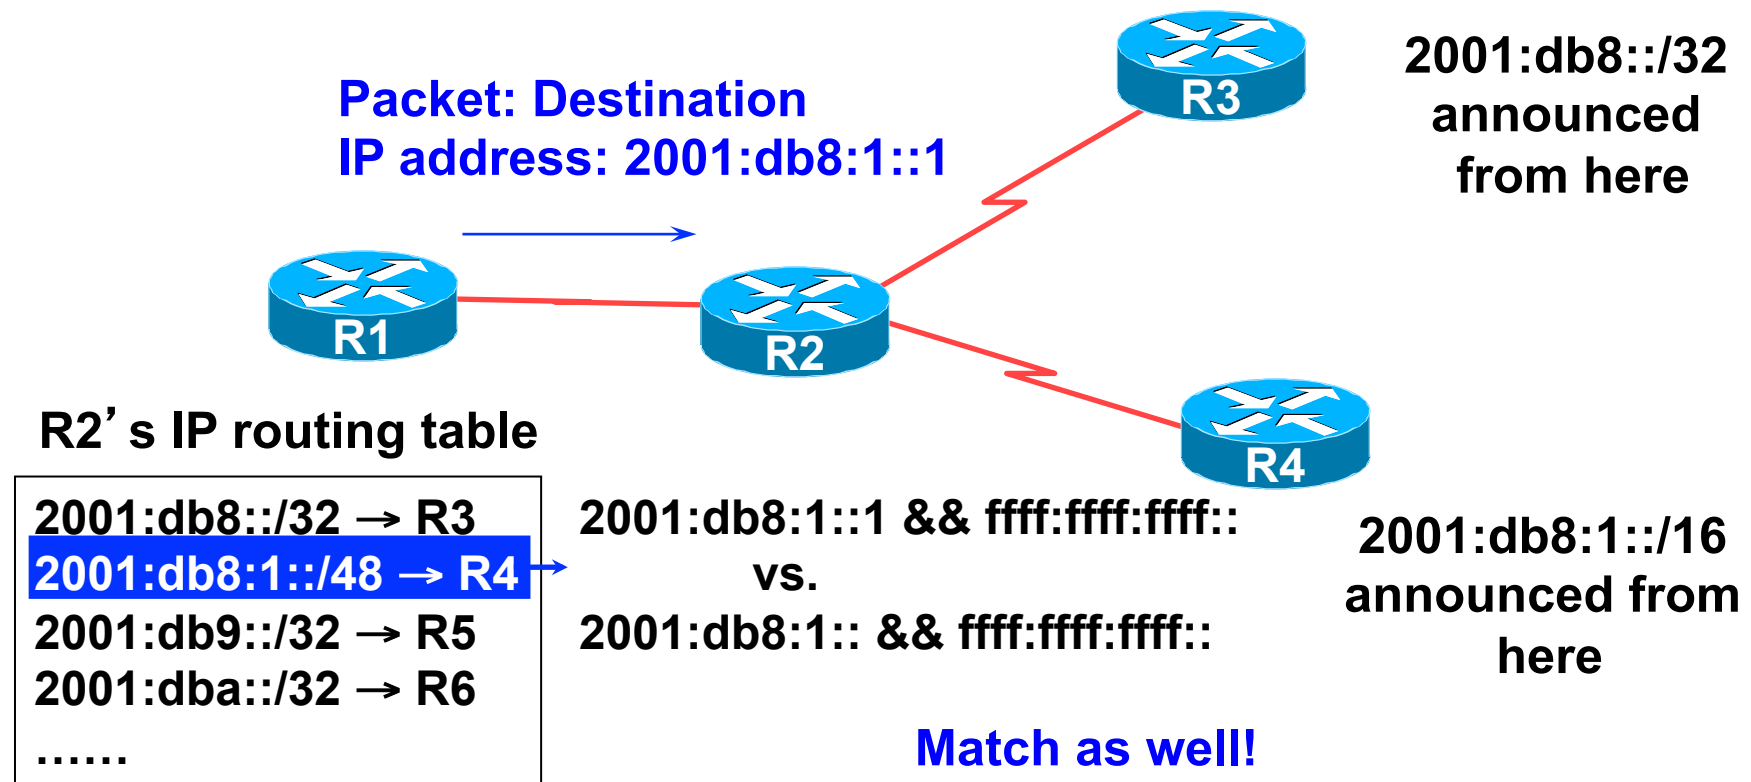 Packet: Destination
IP address: 2001:db8:1::1
R3
2001:db8::/32
announced
from here
R1
R2
R4
R2’s IP routing table
2001:db8::/32 → R3
2001:db8:1::/48 → R4
2001:db9::/32 → R5
2001:dba::/32 → R6
......
2001:db8:1::1 && ffff:ffff:ffff::
vs.
2001:db8:1:: && ffff:ffff:ffff::
Match as well!
2001:db8:1::/16
announced from
here